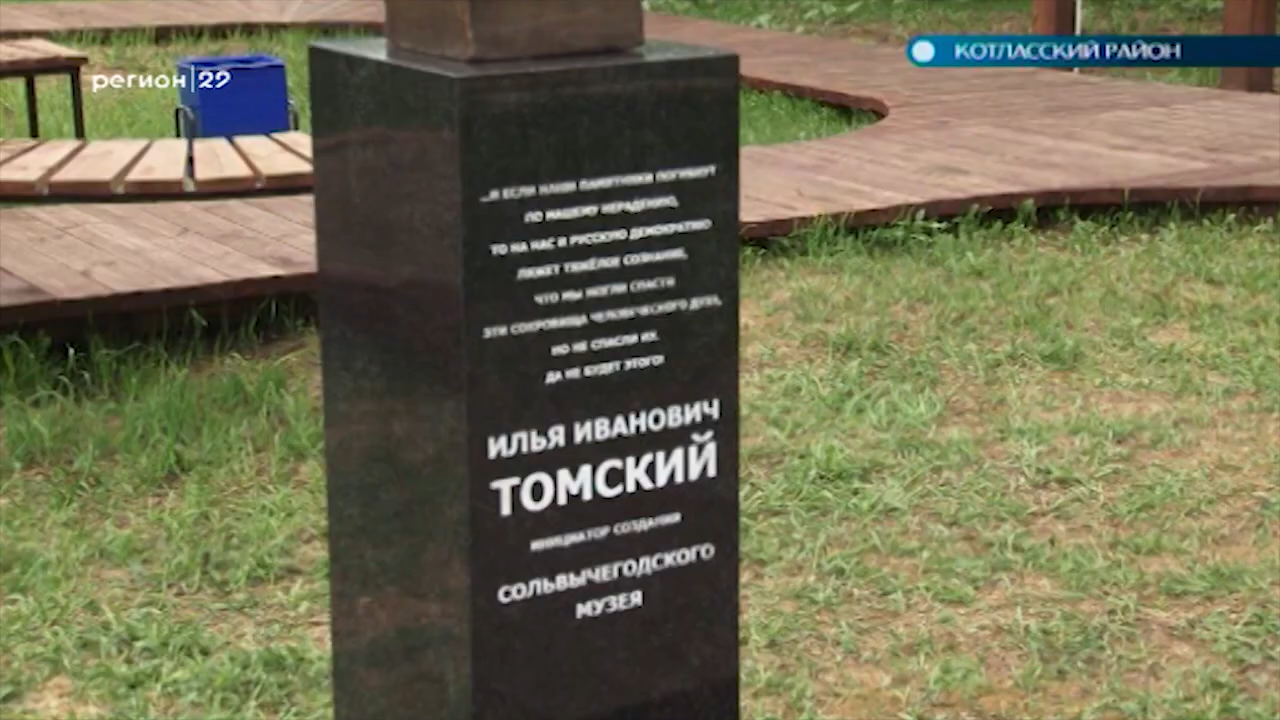 КОТЛАССКИЙ РАЙОН
регион|29
...И ЕСЛИ НАШИ ПАМЯТНИКИ ПОГИБНУТ
ПО НАШЕМУ НЕРАДЕНИЮ,
ТО НА НАС И РУССКУЮ ДЕМОКРАТИЮ
ЛЯЖЕТ ТЯЖЁЛОЕ СОЗНАНИЕ,
ЧТО МЫ МОГЛИ СПАСТИ
ЭТИ СОКРОВИЩА ЧЕЛОВЕЧЕСКОГО ДУХА,
НО НЕ СПАСЛИ ИХ.
ДА НЕ БУДЕТ ЭТОГО!
ИЛЬЯ ИВАНОВИЧ
ТОМСКИЙ
ИНИЦИАТОР СОЗДАНИЯ
СОЛЬВЫЧЕГОДСКОГО
МУЗЕЯ